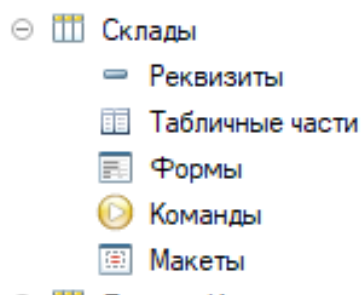 Склады
Реквизиты
Табличные части
Формы
Команды
Макеты